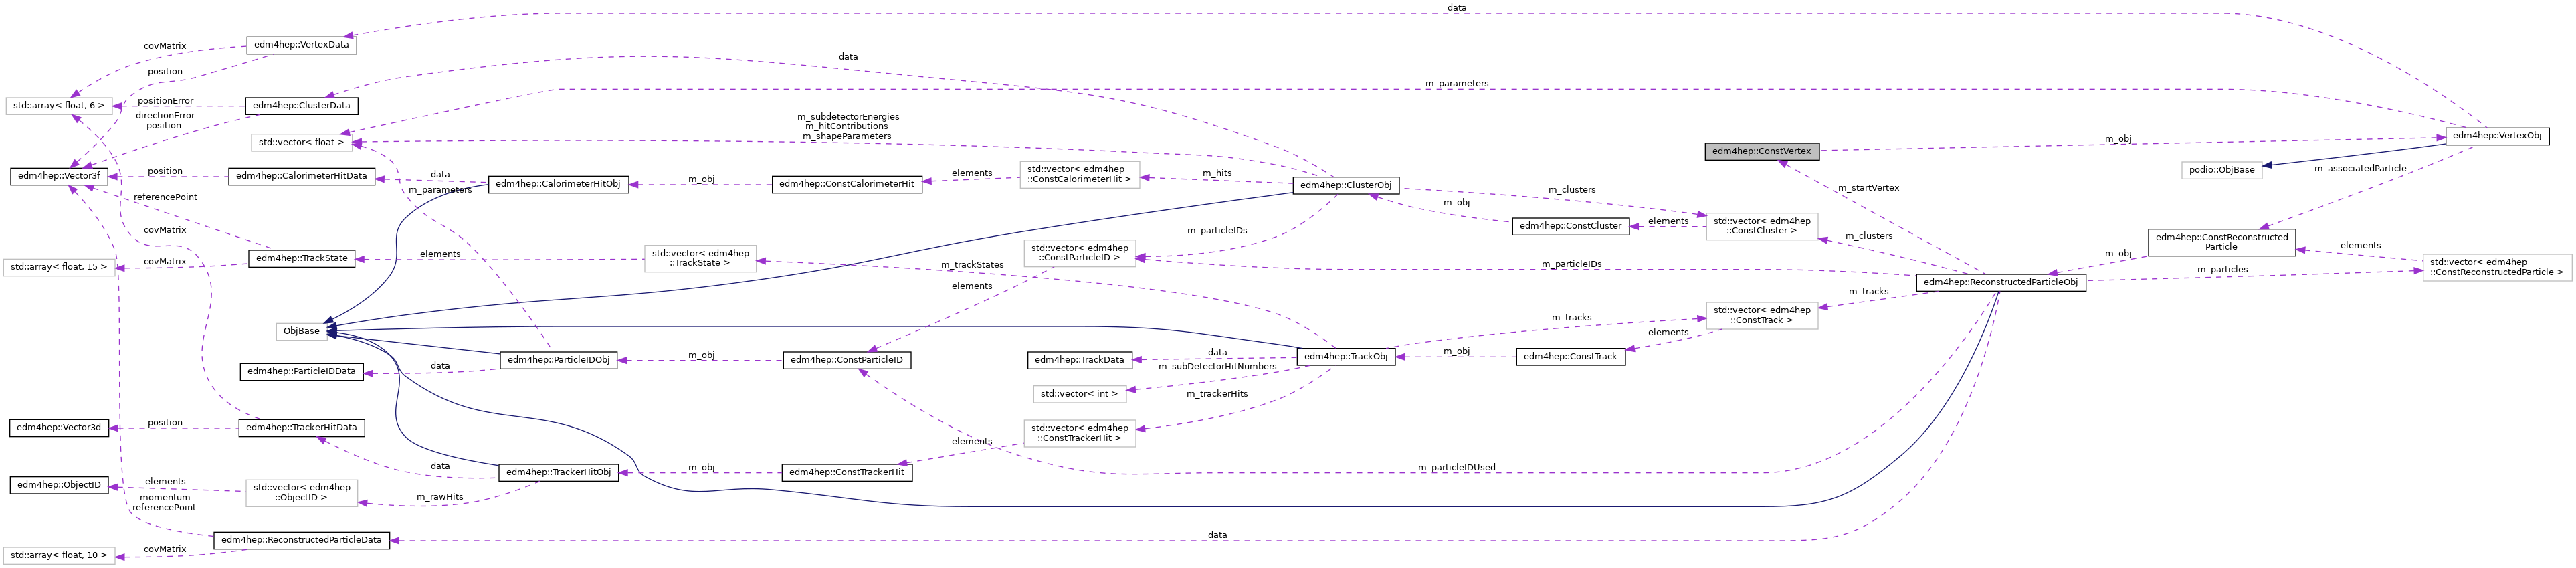 data
edm4hep::VertexData
covMatrix
position
data
m_parameters
std::array< float, 6 >
positionError
edm4hep::ClusterData
directionError
position
m_subdetectorEnergies
m_hitContributions
m_shapeParameters
std::vector< float >
edm4hep::ConstVertex
m_obj
edm4hep::VertexObj
podio::ObjBase
m_associatedParticle
edm4hep::Vector3f
position
edm4hep::CalorimeterHitData
data
m_parameters
edm4hep::CalorimeterHitObj
m_obj
edm4hep::ConstCalorimeterHit
elements
std::vector< edm4hep
::ConstCalorimeterHit >
m_hits
edm4hep::ClusterObj
m_clusters
m_obj
edm4hep::ConstCluster
elements
std::vector< edm4hep
::ConstCluster >
m_startVertex
m_clusters
referencePoint
covMatrix
m_particleIDs
std::vector< edm4hep
::ConstParticleID >
edm4hep::ConstReconstructed
Particle
elements
std::vector< edm4hep
::ConstReconstructedParticle >
m_obj
m_particles
edm4hep::ReconstructedParticleObj
m_particleIDs
std::array< float, 15 >
covMatrix
edm4hep::TrackState
elements
std::vector< edm4hep
::TrackState >
m_trackStates
elements
m_tracks
std::vector< edm4hep
::ConstTrack >
m_tracks
elements
ObjBase
edm4hep::ParticleIDData
data
edm4hep::ParticleIDObj
m_obj
edm4hep::ConstParticleID
edm4hep::TrackData
data
edm4hep::TrackObj
m_obj
edm4hep::ConstTrack
m_subDetectorHitNumbers
std::vector< int >
m_trackerHits
std::vector< edm4hep
::ConstTrackerHit >
elements
edm4hep::Vector3d
position
edm4hep::TrackerHitData
data
edm4hep::TrackerHitObj
m_obj
edm4hep::ConstTrackerHit
m_particleIDUsed
edm4hep::ObjectID
elements
std::vector< edm4hep
::ObjectID >
m_rawHits
momentum
referencePoint
edm4hep::ReconstructedParticleData
data
std::array< float, 10 >
covMatrix